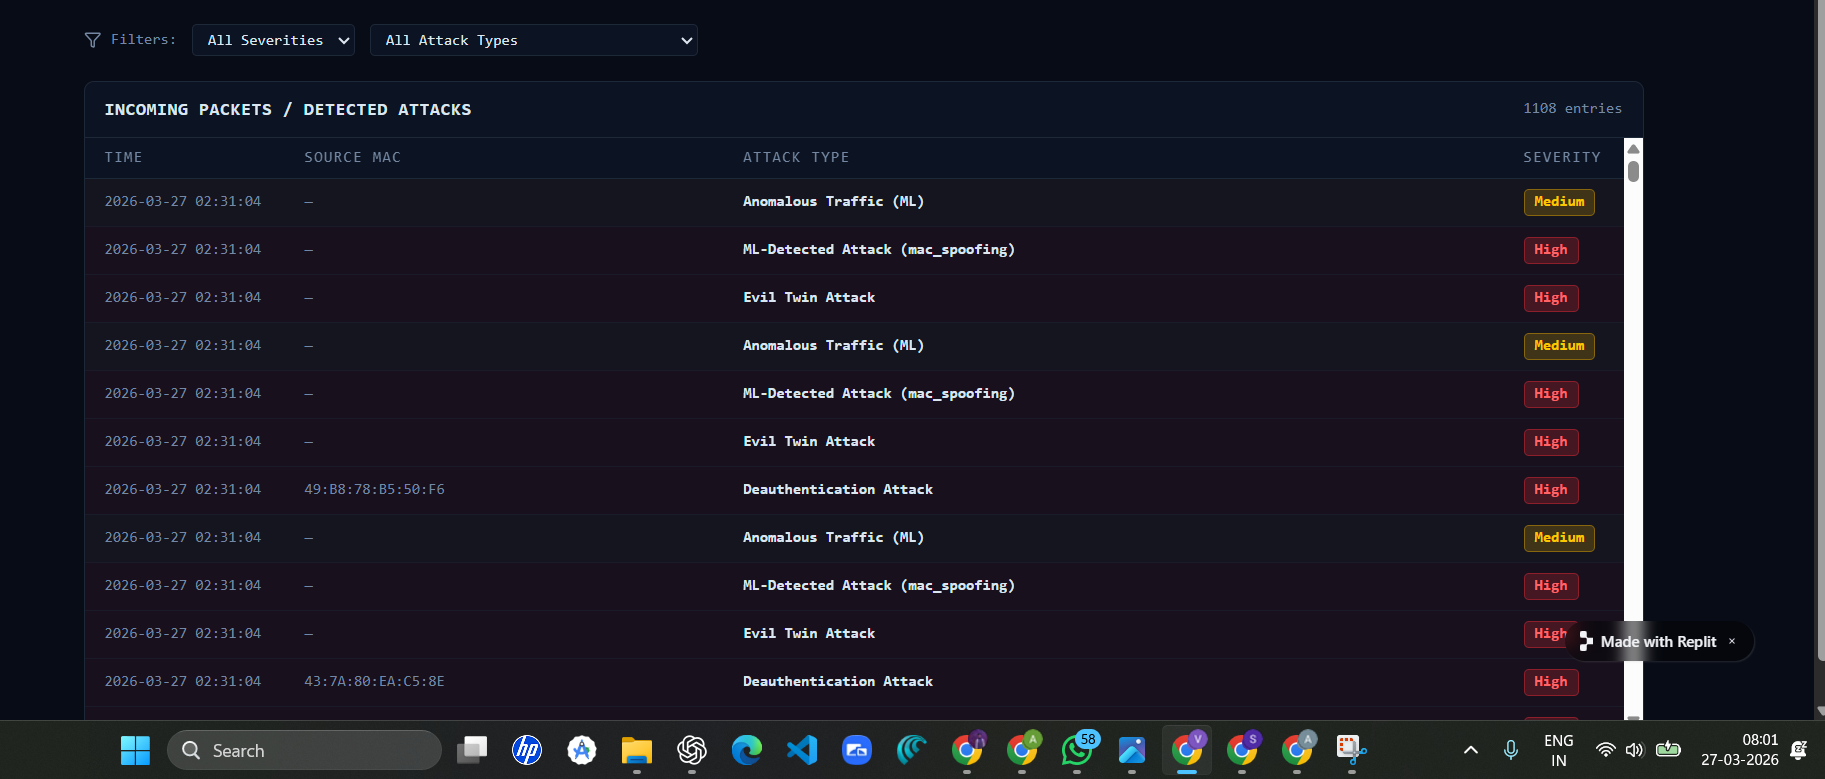 Filters: All Severities All Attack Types
INCOMING PACKETS / DETECTED ATTACKS 1108 entries
TIME SOURCE MAC ATTACK TYPE SEVERITY
2026-03-27 02:31:04 — Anomalous Traffic (ML) Medium
2026-03-27 02:31:04 — ML-Detected Attack (mac_spoofing) High
2026-03-27 02:31:04 — Evil Twin Attack High
2026-03-27 02:31:04 — Anomalous Traffic (ML) Medium
2026-03-27 02:31:04 — ML-Detected Attack (mac_spoofing) High
2026-03-27 02:31:04 — Evil Twin Attack High
2026-03-27 02:31:04 49:B8:78:B5:50:F6 Deauthentication Attack High
2026-03-27 02:31:04 — Anomalous Traffic (ML) Medium
2026-03-27 02:31:04 — ML-Detected Attack (mac_spoofing) High
2026-03-27 02:31:04 — Evil Twin Attack High
Made with Replit ×
2026-03-27 02:31:04 43:7A:80:EA:C5:8E Deauthentication Attack High
Search hp A A 58 V S A ENG 08:01
IN 27-03-2026